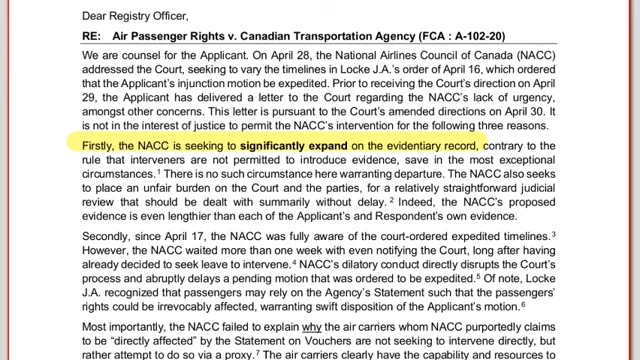 Dear Registry Officer,
RE: Air Passenger Rights v. Canadian Transportation Agency (FCA : A-102-20)
We are counsel for the Applicant. On April 28, the National Airlines Council of Canada (NACC)
addressed the Court, seeking to vary the timelines in Locke J.A.'s order of April 16, which ordered
that the Applicant's injunction motion be expedited. Prior to receiving the Court's direction on April
29, the Applicant has delivered a letter to the Court regarding the NACC's lack of urgency,
amongst other concerns. This letter is pursuant to the Court's amended directions on April 30. It
is not in the interest of justice to permit the NACC's intervention for the following three reasons.
Firstly, the NACC is seeking to significantly expand on the evidentiary record, contrary to the
rule that interveners are not permitted to introduce evidence, save in the most exceptional
circumstances.1 There is no such circumstance here warranting departure. The NACC also seeks
to place an unfair burden on the Court and the parties, for a relatively straightforward judicial
review that should be dealt with summarily without delay. 2 Indeed, the NACC's proposed
evidence is even lengthier than each of the Applicant's and Respondent's own evidence.
Secondly, since April 17, the NACC was fully aware of the court-ordered expedited timelines.3
However, the NACC waited more than one week with even notifying the Court, long after having
already decided to seek leave to intervene.4 NACC's dilatory conduct directly disrupts the Court's
process and abruptly delays a pending motion that was ordered to be expedited.5 Of note, Locke
J.A. recognized that passengers may rely on the Agency's Statement such that the passengers'
rights could be irrevocably affected, warranting swift disposition of the Applicant's motion.6
Most importantly, the NACC failed to explain why the air carriers whom NACC purportedly claims
to be "directly affected" by the Statement on Vouchers are not seeking to intervene directly, but
rather attempt to do so via a proxy.7 The air carriers clearly have the capability and resources to